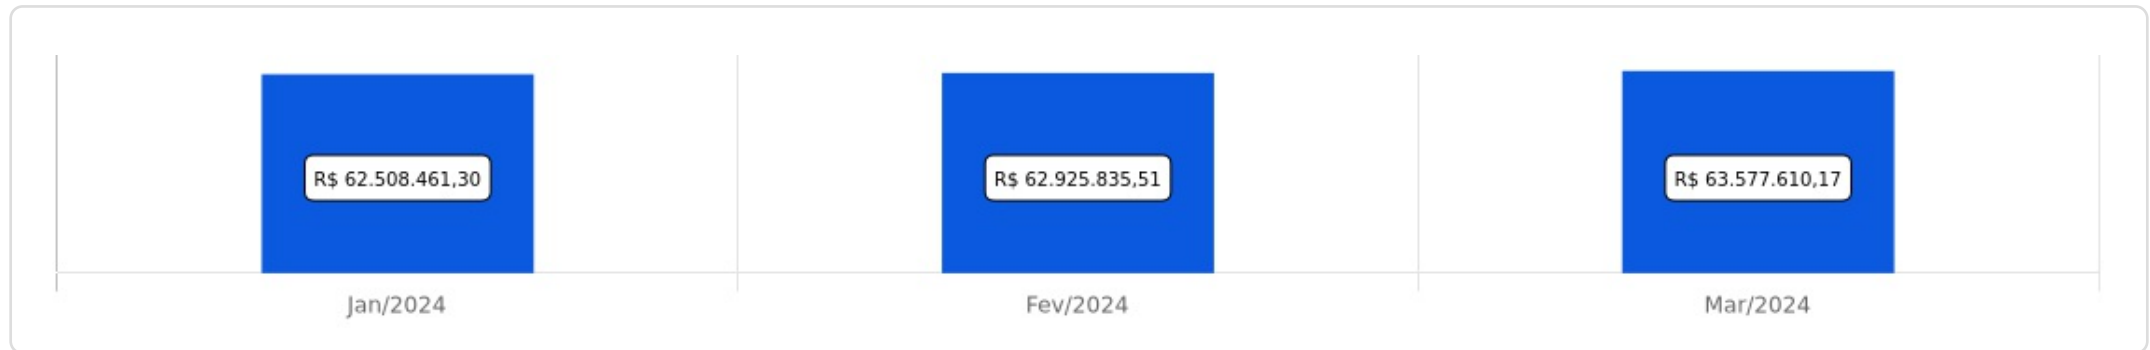 R$ 62.508.461,30
R$ 62.925.835,51
R$ 63.577.610,17
Jan/2024
Fev/2024
Mar/2024